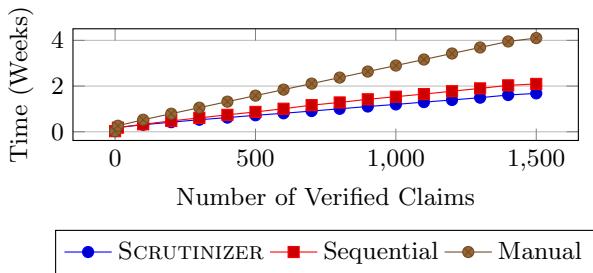 4
2
0
Time (Weeks)
0 500 1,000 1,500
Number of Verified Claims
SCRUTINIZER Sequential Manual